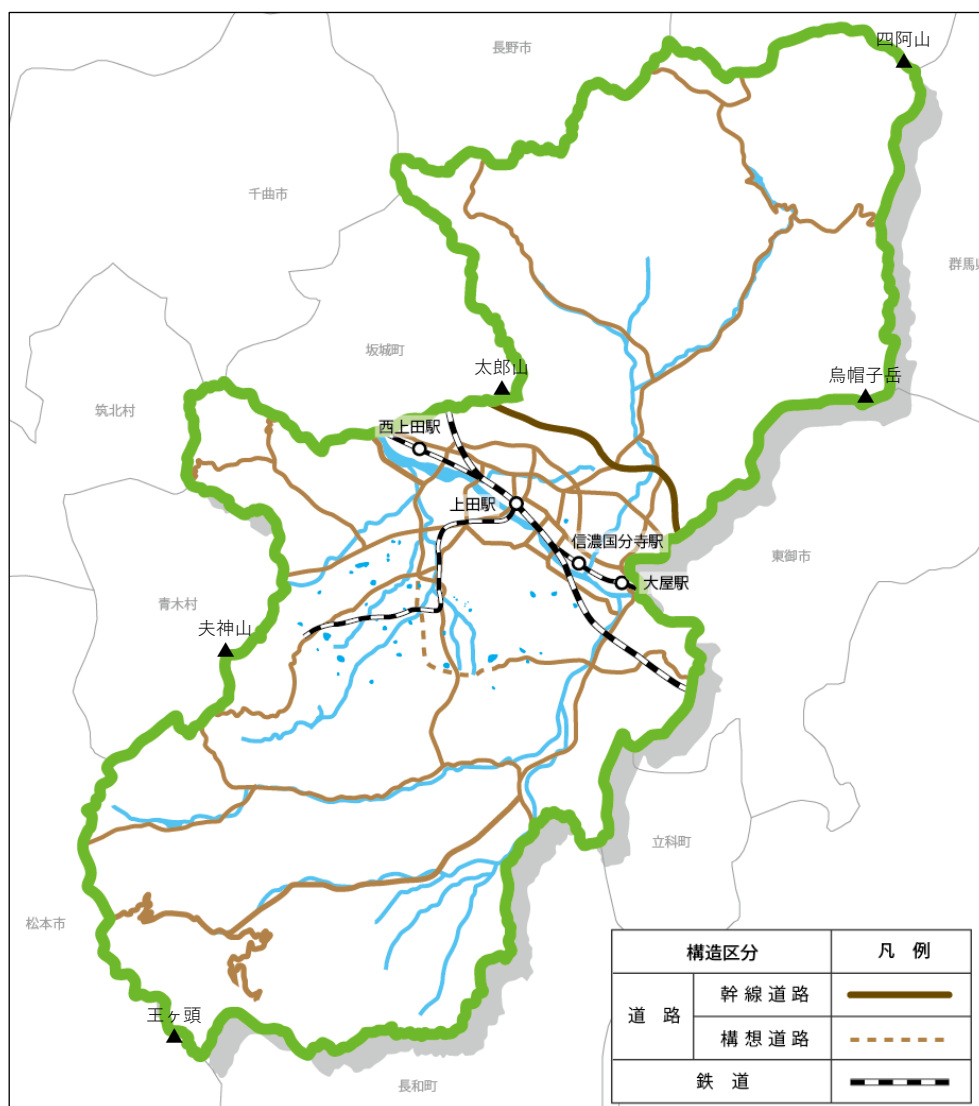 長野市
四阿山
千曲市
群馬県
坂城町
太郎山
烏帽子岳
筑北村
西上田駅
上田駅
信濃国分寺駅
東御市
大屋駅
青木村
夫神山
立科町
松本市
王ヶ頭
長和町
構造区分
凡 例
道 路
幹線道路
構想道路
鉄 道